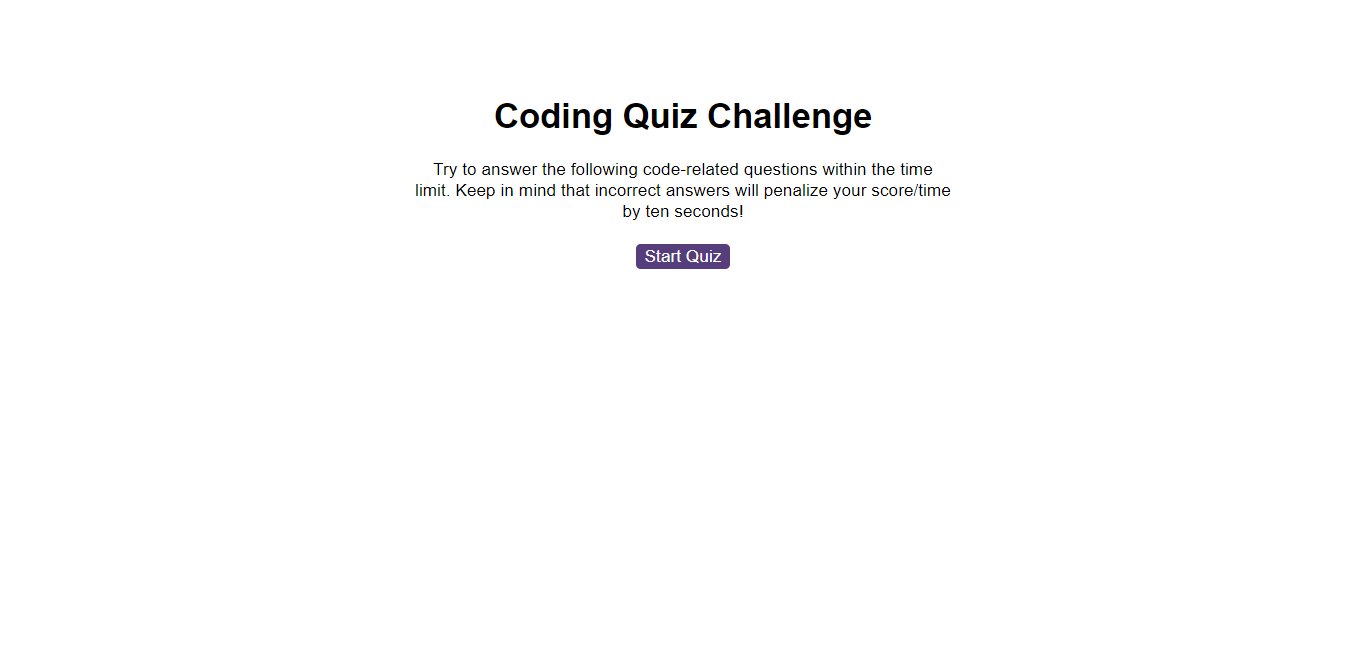 Coding Quiz Challenge
Try to answer the following code-related questions within the time
limit. Keep in mind that incorrect answers will penalize your score/time
by ten seconds!
Start Quiz